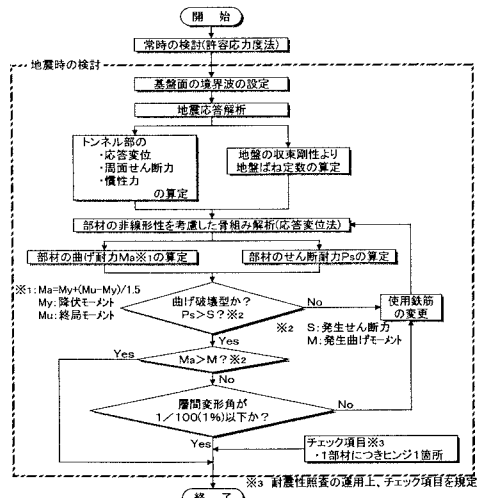 開 始
常時の検討(許容応力度法)
地震時の検討
基盤面の境界波の設定
地震応答解析
トンネル部の
・応答変位
・周面せん断力
・慣性力
の算定
地盤の収束剛性より
地盤ばね定数の算定
部材の非線形性を考慮した骨組み解析(応答変位法)
部材の曲げ耐力Ma※1の算定
部材のせん断耐力Psの算定
※1:Ma=My+(Mu-My)/1.5
My:降伏モーメント
Mu:終局モーメント
曲げ破壊型か?
Ps>S?※2
No
使用鉄筋
の変更
※2 S:発生せん断力
M:発生曲げモーメント
Yes
Yes
Ma>M?※2
No
層間変形角が
1/100(1%)以下か?
No
Yes
チェック項目※3
・1部材につきヒンジ1箇所
※3 耐震性照査の運用上、チェック項目を規定
終 了